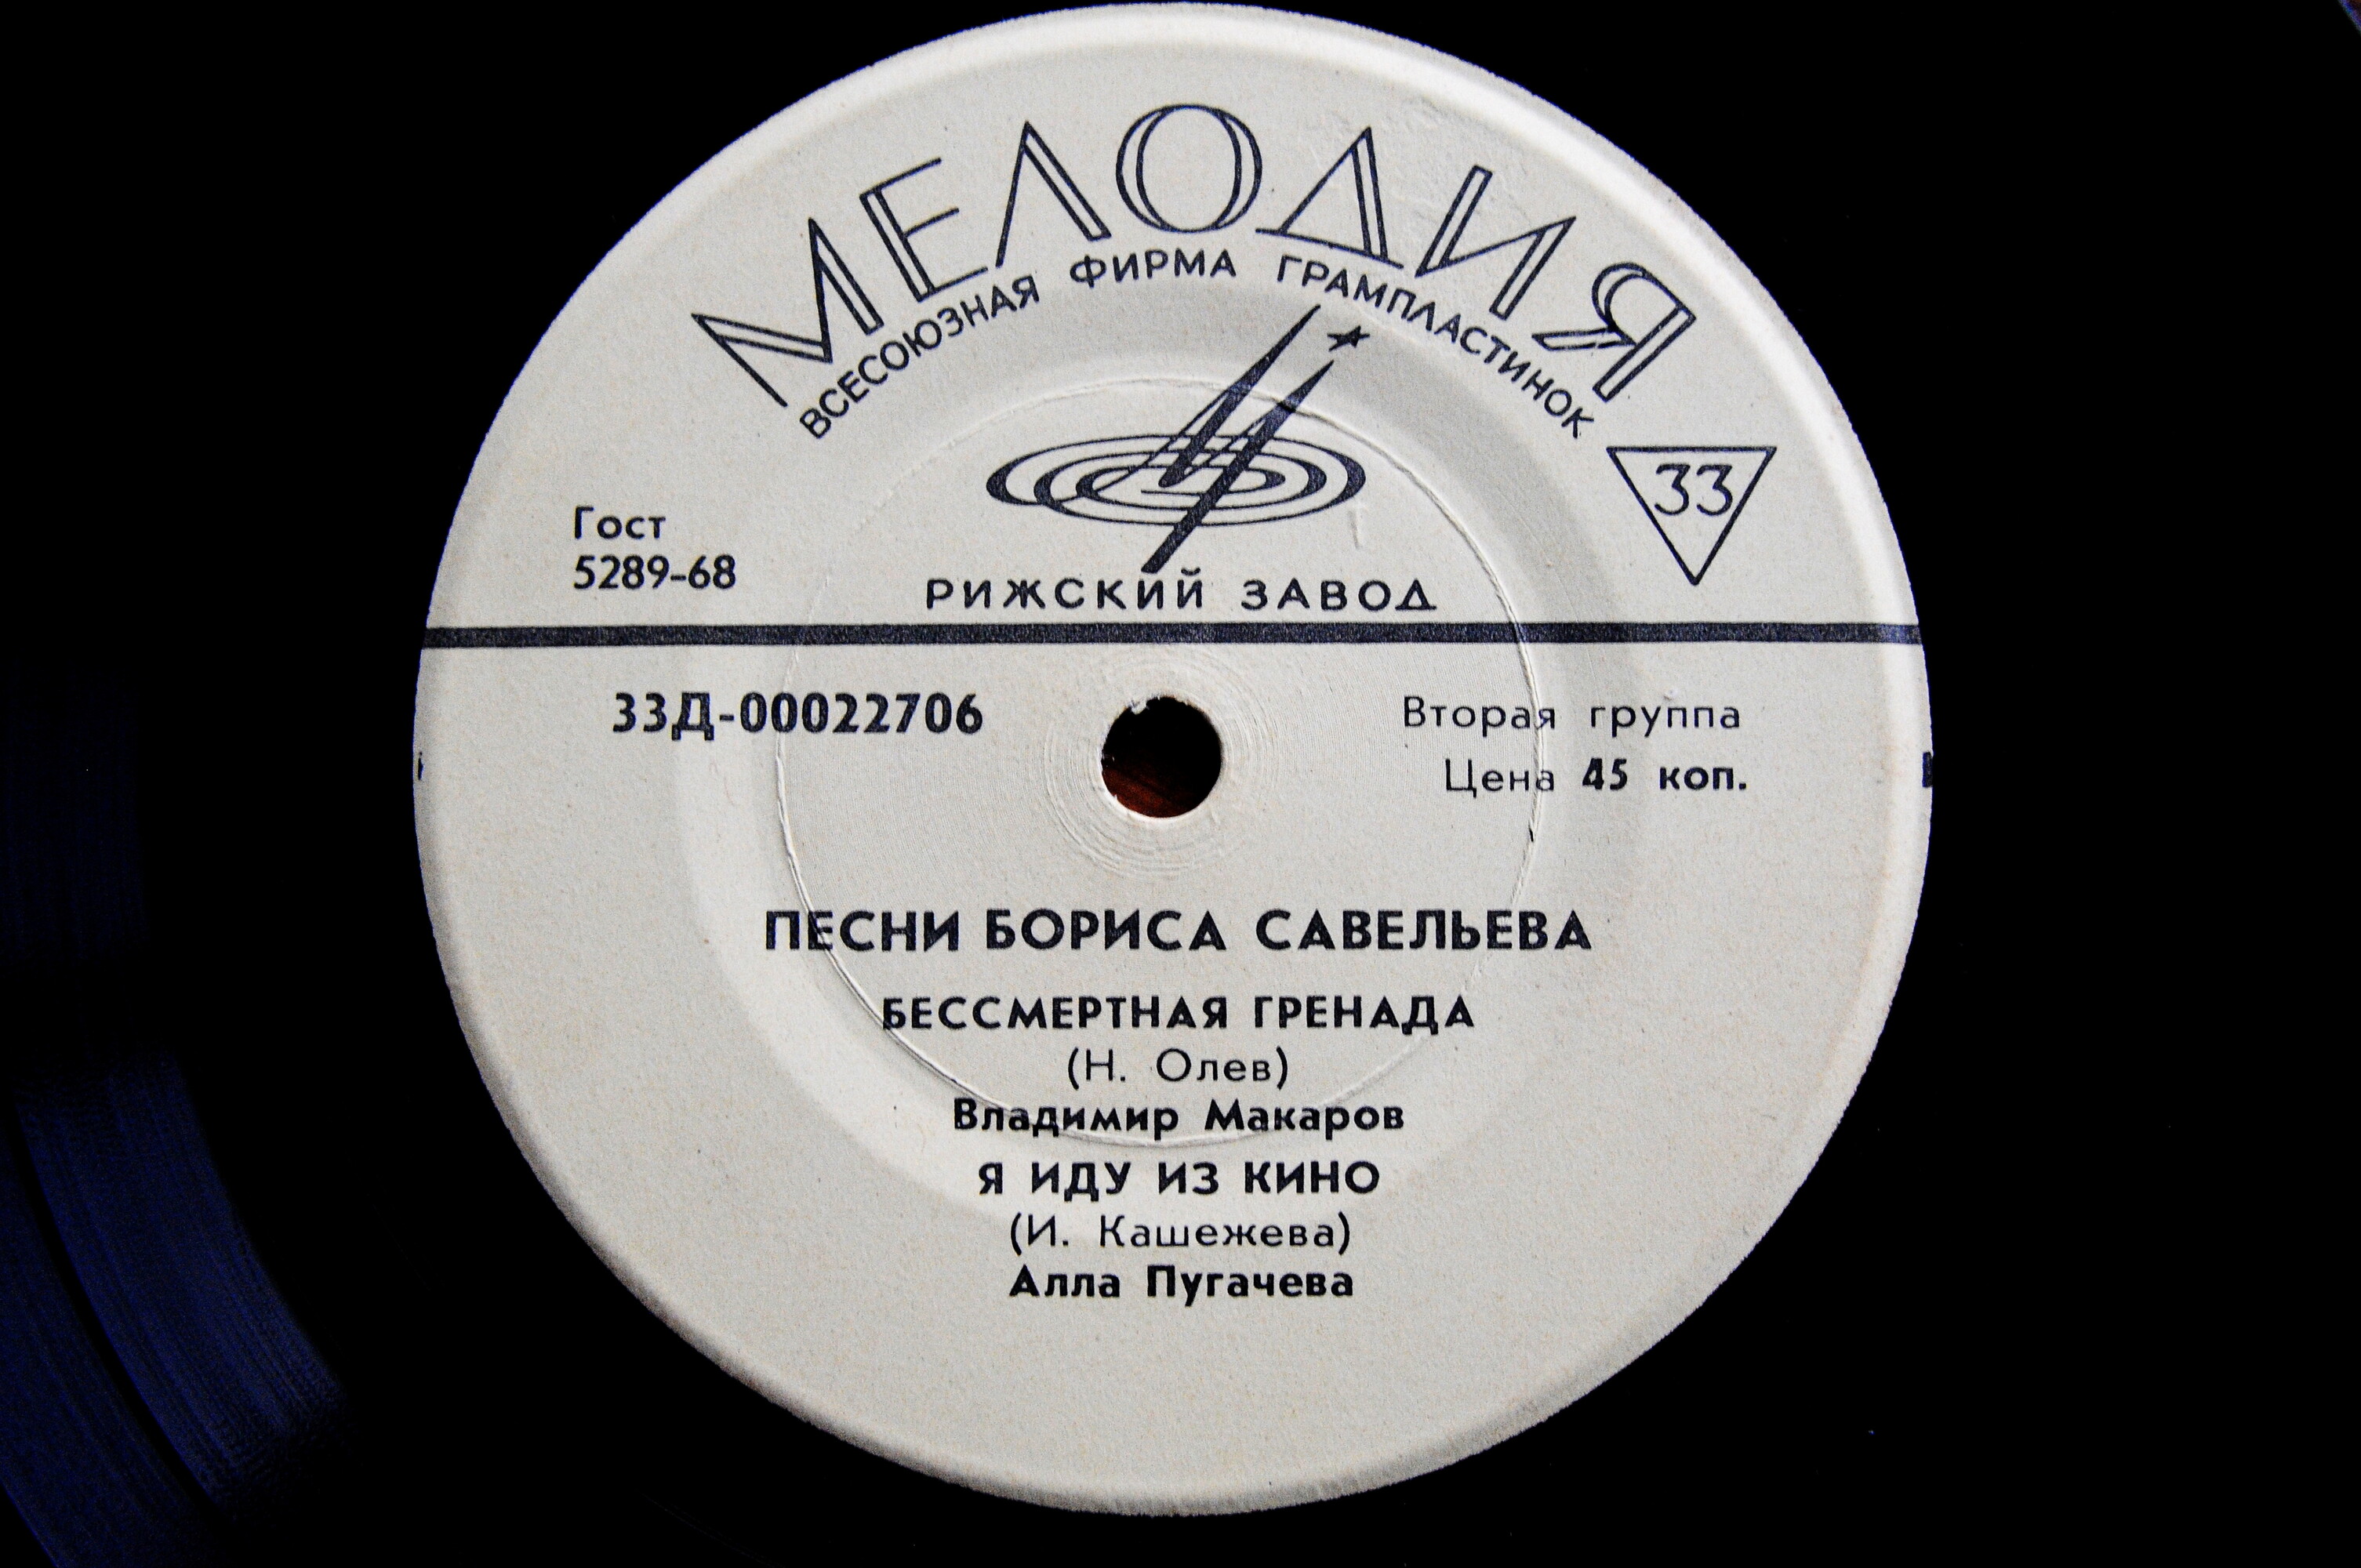 МЕЛОДИЯ
ВСЕСОЮЗНАЯ ФИРМА ГРАМПЛАСТИНОК
33
Гост
5289-68
РИЖСКИЙ ЗАВОД
33Д-00022706
Вторая группа
Цена 45 коп.
ПЕСНИ БОРИСА САВЕЛЬЕВА
БЕССМЕРТНАЯ ГРЕНАДА
(Н. Олев)
Владимир Макаров
Я ИДУ ИЗ КИНО
(И. Кашежева)
Алла Пугачева